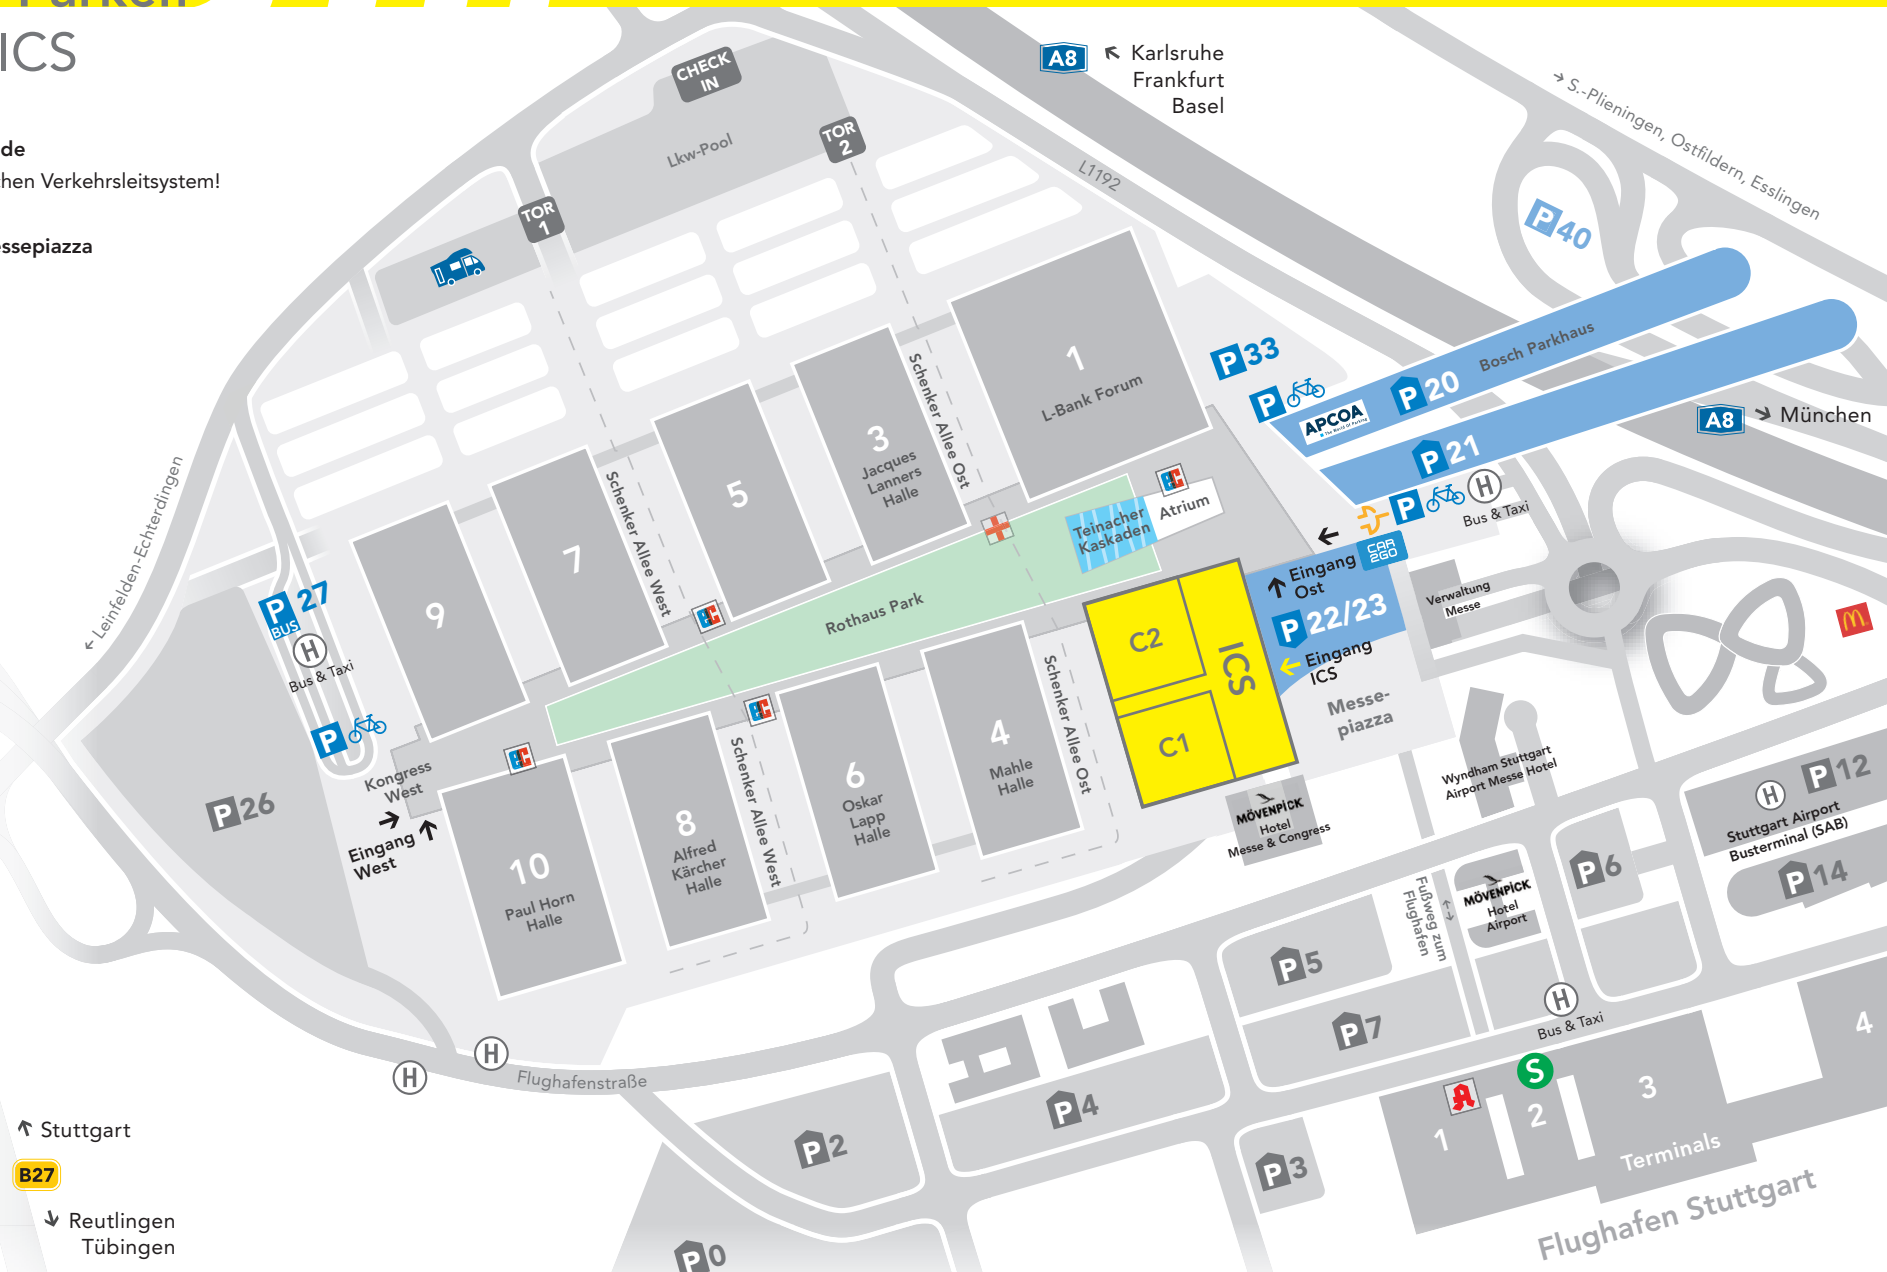 ICS
de
chen Verkehrsleitsystem!
ssepiazza
CHECK
IN
Lkw-Pool
TOR
1
TOR
2
A8
Karlsruhe
Frankfurt
Basel
L1192
S.-Plieningen, Ostfildern, Esslingen
P40
Leinfelden-Echterdingen
1
L-Bank Forum
3
Jacques
Lanners
Halle
5
7
9
Schenker Allee West
Schenker Allee Ost
P33
P
APCOA
P20
Bosch Parkhaus
P21
A8
München
P
H
Bus & Taxi
CAR
2GO
Teinacher
Kaskaden
Atrium
EC
EC
EC
EC
Rothaus Park
Eingang
Ost
P22/23
Eingang
ICS
Messe-
piazza
Verwaltung
Messe
C2
C1
ICS
P27
BUS
H
Bus & Taxi
P
Kongress
West
P26
Eingang
West
10
Paul Horn
Halle
8
Alfred
Kärcher
Halle
Schenker Allee West
6
Oskar
Lapp
Halle
4
Mahle
Halle
Schenker Allee Ost
MÖVENPICK
Hotel
Messe & Congress
Wyndham Stuttgart
Airport Messe Hotel
H
P12
Stuttgart Airport
Busterminal (SAB)
P14
P6
MÖVENPICK
Hotel
Airport
Fußweg zum
Flughafen
P5
P7
H
Bus & Taxi
S
H
H
Flughafenstraße
P2
P4
P3
P0
1
2
3
4
Terminals
Flughafen Stuttgart
Stuttgart
B27
Reutlingen
Tübingen